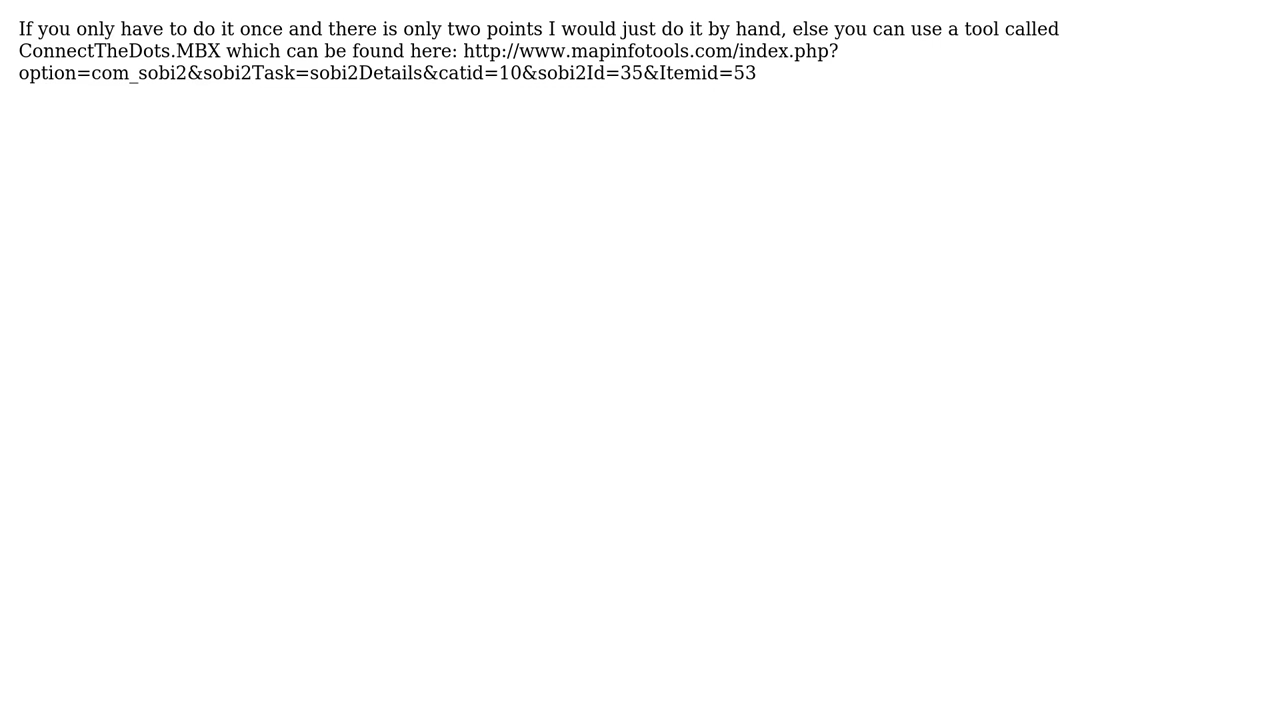 If you only have to do it once and there is only two points I would just do it by hand, else you can use a tool called
ConnectTheDots.MBX which can be found here: http://www.mapinfotools.com/index.php?
option=com_sobi2&sobi2Task=sobi2Details&catid=10&sobi2Id=35&Itemid=53